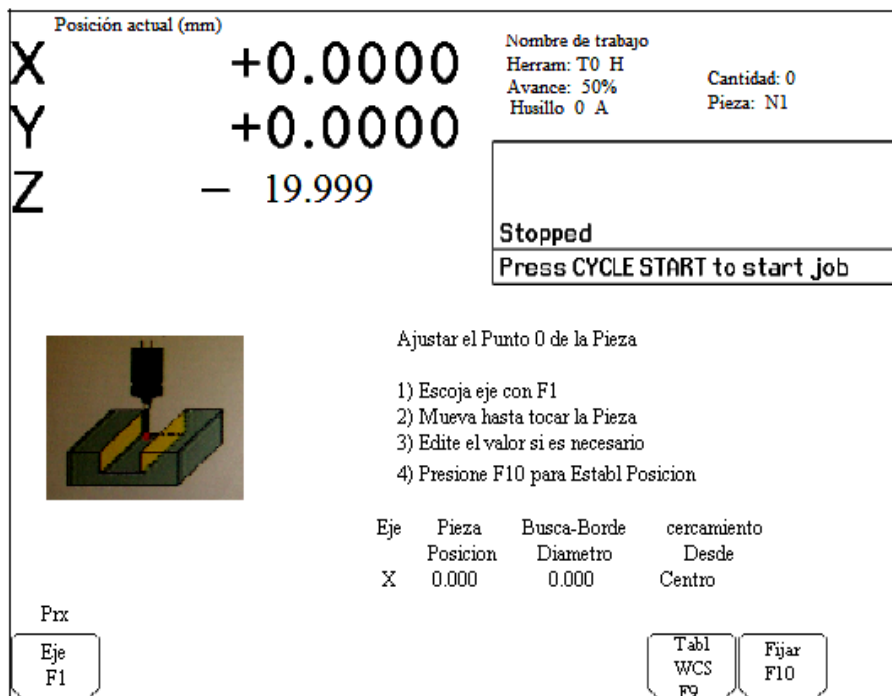 Posición actual (mm)
X +0.0000
Y +0.0000
Z - 19.999
Nombre de trabajo
Herram: T0 H
Avance: 50%
Husillo 0 A
Cantidad: 0
Pieza: N1
Stopped
Press CYCLE START to start job
Ajustar el Punto 0 de la Pieza
1) Escoja eje con F1
2) Mueva hasta tocar la Pieza
3) Edite el valor si es necesario
4) Presione F10 para Establ Posicion
Eje Pieza Busca-Borde cercamiento
Posicion Diametro Desde
X 0.000 0.000 Centro
Prx
Eje
F1
Tabl
WCS
F9
Fijar
F10